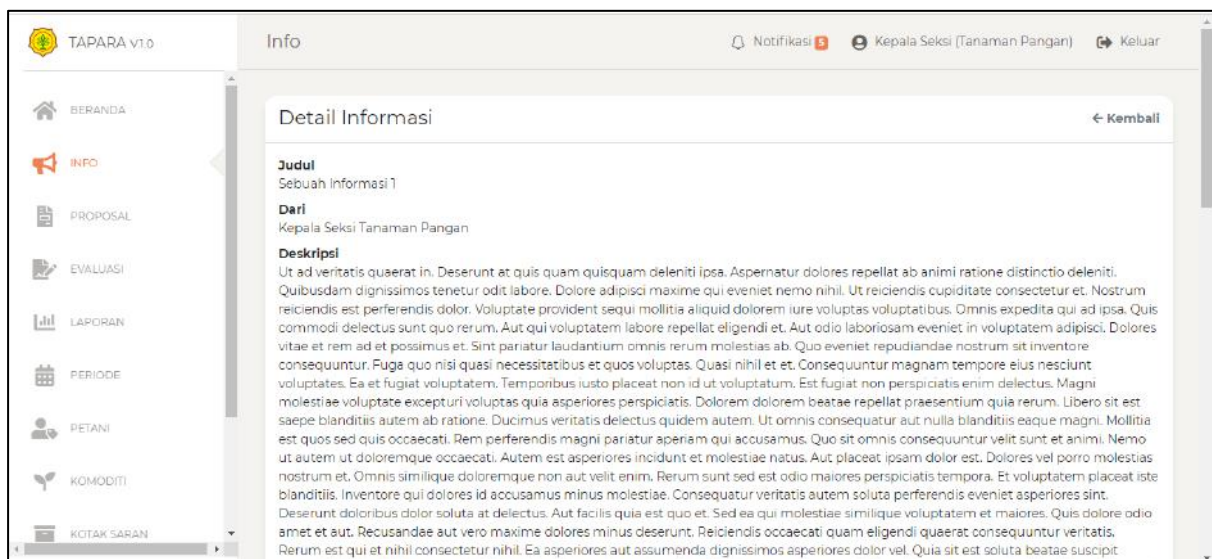 TAPARA v1.0
Info
Notifikasi 5
Kepala Seksi (Tanaman Pangan)
Keluar
BERANDA
INFO
PROPOSAL
EVALUASI
LAPORAN
PERIODE
PETANI
KOMODITI
KOTAK SARAN
Detail Informasi
← Kembali
Judul
Sebuah Informasi 1
Dari
Kepala Seksi Tanaman Pangan
Deskripsi
Ut ad veritatis quaerat in. Deserunt at quis quam quisquam deleniti ipsa. Aspernatur dolores repellat ab animi ratione distinctio deleniti.
Quibusdam dignissimos tenetur odit labore. Dolore adipisci maxime qui eveniet nemo nihil. Ut reiciendis cupiditate consectetur et. Nostrum
reiciendis est perferendis dolor. Voluptate provident sequi mollitia aliquid dolorem iure voluptas voluptatibus. Omnis expedita qui ad ipsa. Quis
commodi delectus sunt quo rerum. Aut qui voluptatem labore repellat eligendi et. Aut odio laboriosam eveniet in voluptatem adipisci. Dolores
vitae et rem ad et possimus et. Sint pariatur laudantium omnis rerum molestias ab. Quo eveniet repudiandae nostrum sit inventore
consequuntur. Fuga quo nisi quasi necessitatibus et quos voluptas. Quasi nihil et et. Consequuntur magnam tempore eius nesciunt
voluptates. Ea et fugiat voluptatem. Temporibus iusto placeat non id ut voluptatum. Est fugiat non perspiciatis enim delectus. Magni
molestiae voluptate excepturi voluptas quia asperiores perspiciatis. Dolorem dolorem beatae repellat praesentium quia rerum. Libero sit est
saepe blanditiis autem ab ratione. Ducimus veritatis delectus quidem autem. Ut omnis consequatur aut nulla blanditiis eaque magni. Mollitia
est quos sed quis occaecati. Rem perferendis magni pariatur aperiam qui accusamus. Quo sit omnis consequuntur velit sunt et animi. Nemo
ut autem ut doloremque occaecati. Autem est asperiores incidunt et molestiae natus. Aut placeat ipsam dolor est. Dolores vel porro molestias
nostrum et. Omnis similique doloremque non aut velit enim. Rerum sunt sed est odio maiores perspiciatis tempora. Et voluptatem placeat iste
blanditiis. Inventore qui dolores id accusamus minus molestiae. Consequatur veritatis autem soluta perferendis eveniet asperiores sint.
Deserunt doloribus dolor soluta at delectus. Aut facilis quia est quo et. Sed ea qui molestiae similique voluptatem et maiores. Quis dolore odio
amet et aut. Recusandae aut vero maxime dolores minus deserunt. Reiciendis occaecati quam eligendi quaerat consequuntur veritatis.
Rerum est qui et nihil consectetur nihil. Ea asperiores aut assumenda dignissimos asperiores dolor vel. Quia sit est soluta beatae suscipit